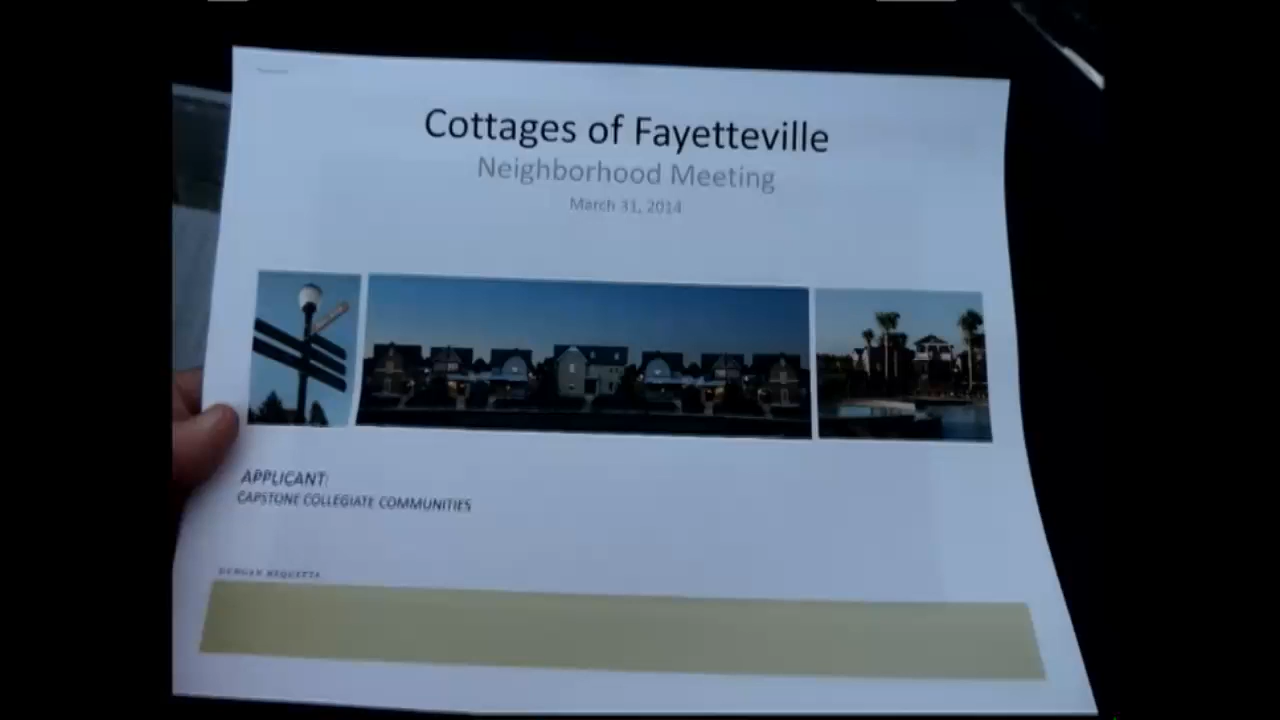 Cottages of Fayetteville
Neighborhood Meeting
March 31, 2014
APPLICANT:
CAPSTONE COLLEGIATE COMMUNITIES